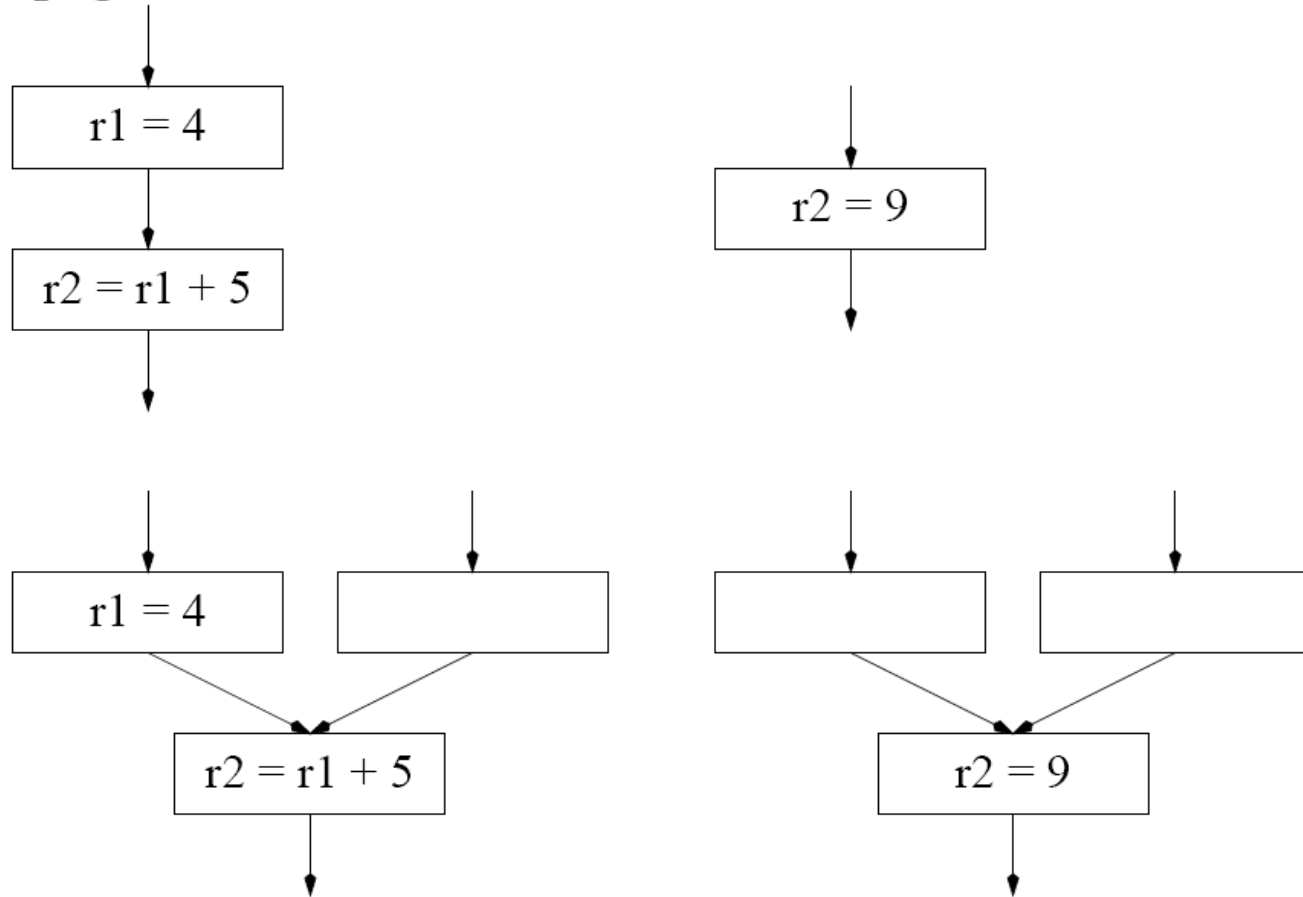 r1 = 4
r2 = 9
r2 = r1 + 5
r1 = 4
r2 = r1 + 5
r2 = 9